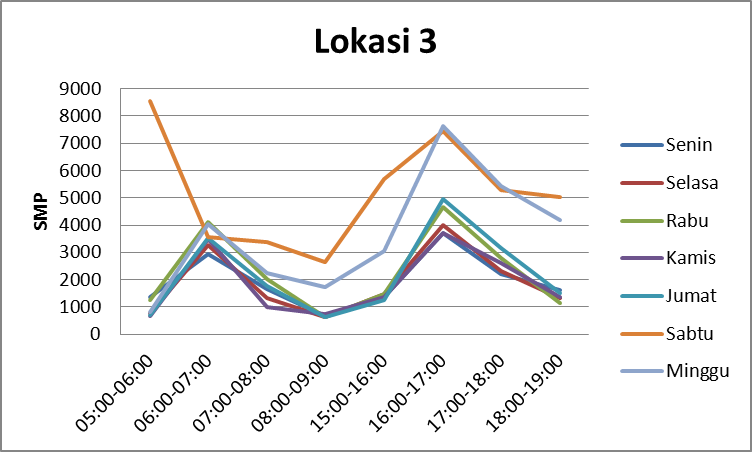 Lokasi 3
SMP
9000
8000
7000
6000
5000
4000
3000
2000
1000
0
05:00-06:00
06:00-07:00
07:00-08:00
08:00-09:00
15:00-16:00
16:00-17:00
17:00-18:00
18:00-19:00
Senin
Selasa
Rabu
Kamis
Jumat
Sabtu
Minggu